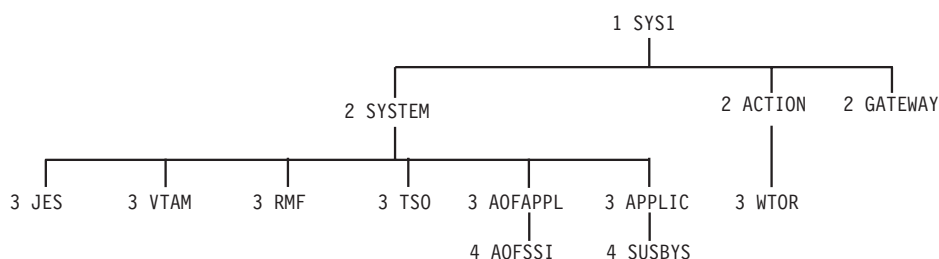 1 SYS1
2 SYSTEM
2 ACTION
2 GATEWAY
3 JES
3 VTAM
3 RMF
3 TSO
3 AOFAPPL
3 APPLIC
3 WTOR
4 AOFSSI
4 SUSBYS